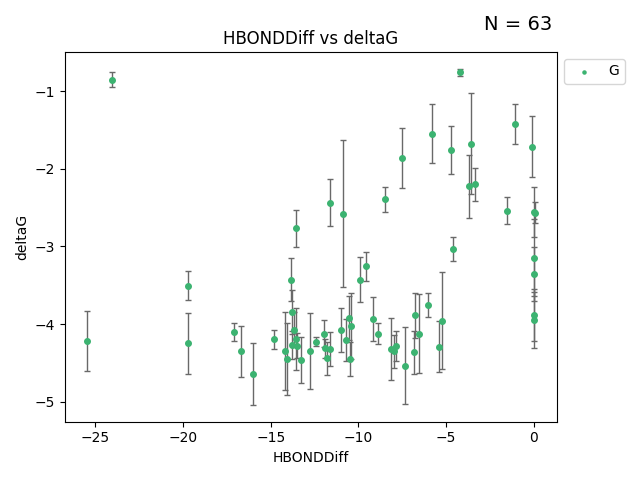 N = 63
HBONDDiff vs deltaG
G
−1
−2
−3
−4
−5
deltaG
−25
−20
−15
−10
−5
0
HBONDDiff